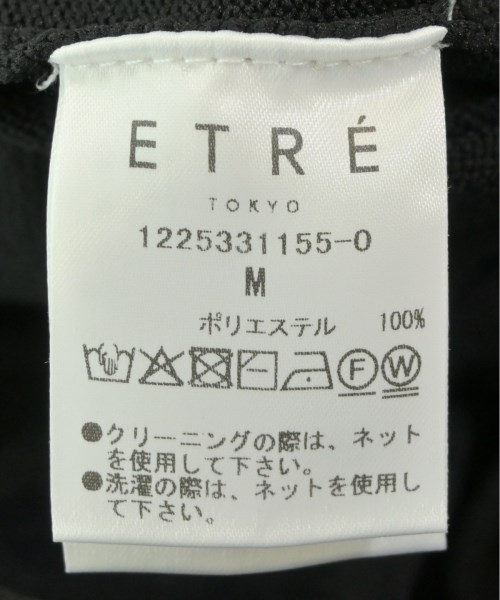 ETRÉ
TOKYO
1225331155-0
M
ポリエステル 100%
F W
●クリーニングの際は、ネット
を使用して下さい。
●洗濯の際は、ネットを使用し
て下さい。